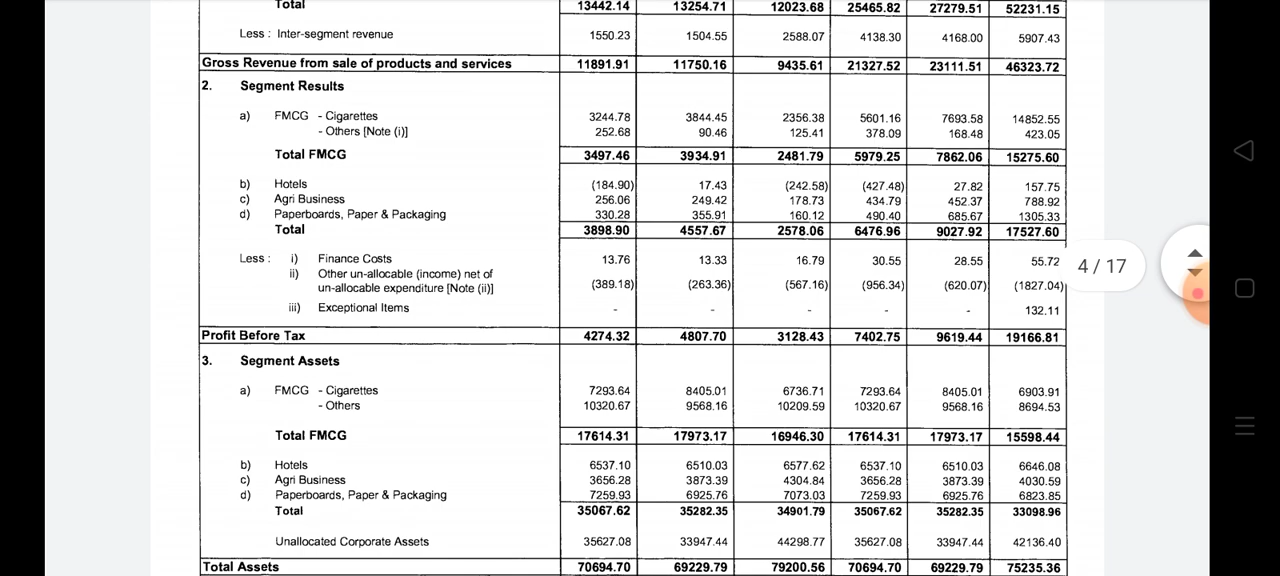 Total 13442.14 13254.71 12023.68 25465.82 27279.51 52231.15
Less : Inter-segment revenue 1550.23 1504.55 2588.07 4138.30 4168.00 5907.43
Gross Revenue from sale of products and services 11891.91 11750.16 9435.61 21327.52 23111.51 46323.72
2. Segment Results
a) FMCG - Cigarettes 3244.78 3844.45 2356.38 5601.16 7693.58 14852.55
- Others [Note (i)] 252.68 90.46 125.41 378.09 168.48 423.05
Total FMCG 3497.46 3934.91 2481.79 5979.25 7862.06 15275.60
b) Hotels (184.90) 17.43 (242.58) (427.48) 27.82 157.75
c) Agri Business 256.06 249.42 178.73 434.79 452.37 788.92
d) Paperboards, Paper & Packaging 330.28 355.91 160.12 490.40 685.67 1305.33
Total 3898.90 4557.67 2578.06 6476.96 9027.92 17527.60
Less : i) Finance Costs 13.76 13.33 16.79 30.55 28.55 55.72
ii) Other un-allocable (income) net of
un-allocable expenditure [Note (ii)] (389.18) (263.36) (567.16) (956.34) (620.07) (1827.04)
iii) Exceptional Items - - - - - 132.11
Profit Before Tax 4274.32 4807.70 3128.43 7402.75 9619.44 19166.81
3. Segment Assets
a) FMCG - Cigarettes 7293.64 8405.01 6736.71 7293.64 8405.01 6903.91
- Others 10320.67 9568.16 10209.59 10320.67 9568.16 8694.53
Total FMCG 17614.31 17973.17 16946.30 17614.31 17973.17 15598.44
b) Hotels 6537.10 6510.03 6577.62 6537.10 6510.03 6646.08
c) Agri Business 3656.28 3873.39 4304.84 3656.28 3873.39 4030.59
d) Paperboards, Paper & Packaging 7259.93 6925.76 7073.03 7259.93 6925.76 6823.85
Total 35067.62 35282.35 34901.79 35067.62 35282.35 33098.96
Unallocated Corporate Assets 35627.08 33947.44 44298.77 35627.08 33947.44 42136.40
Total Assets 70694.70 69229.79 79200.56 70694.70 69229.79 75235.36
4 / 17